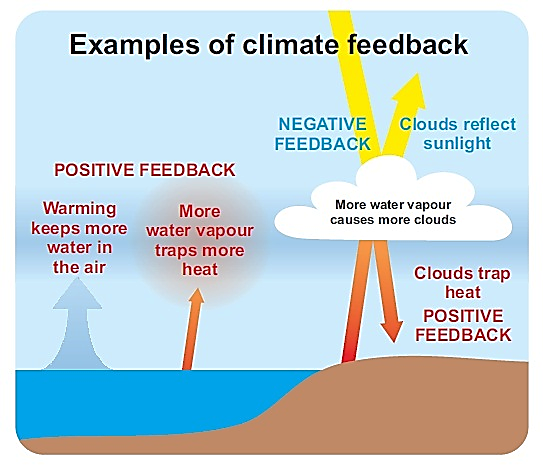 Examples of climate feedback
NEGATIVE
FEEDBACK
Clouds reflect
sunlight
POSITIVE FEEDBACK
Warming
keeps more
water in
the air
More
water vapour
traps more
heat
More water vapour
causes more clouds
Clouds trap
heat
POSITIVE
FEEDBACK